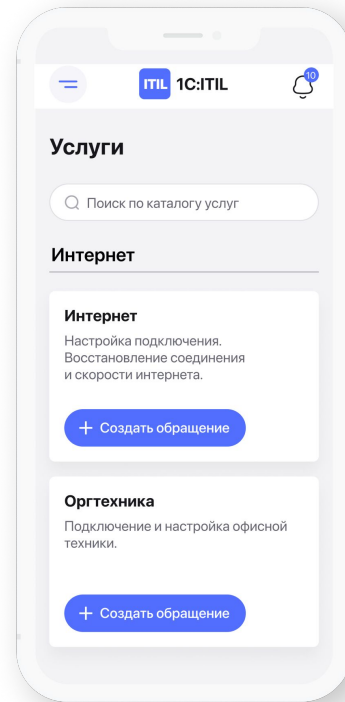 ITIL 1С:ITIL 10
Услуги
Поиск по каталогу услуг
Интернет
Интернет
Настройка подключения.
Восстановление соединения
и скорости интернета.
+ Создать обращение
Оргтехника
Подключение и настройка офисной
техники.
+ Создать обращение